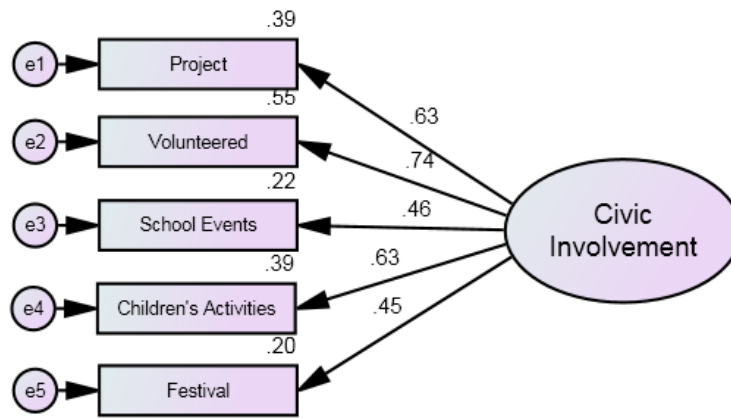 .39
e1
Project
.63
.55
e2
Volunteered
.74
.22
e3
School Events
.46
Civic
Involvement
.39
e4
Children's Activities
.63
.20
e5
Festival
.45